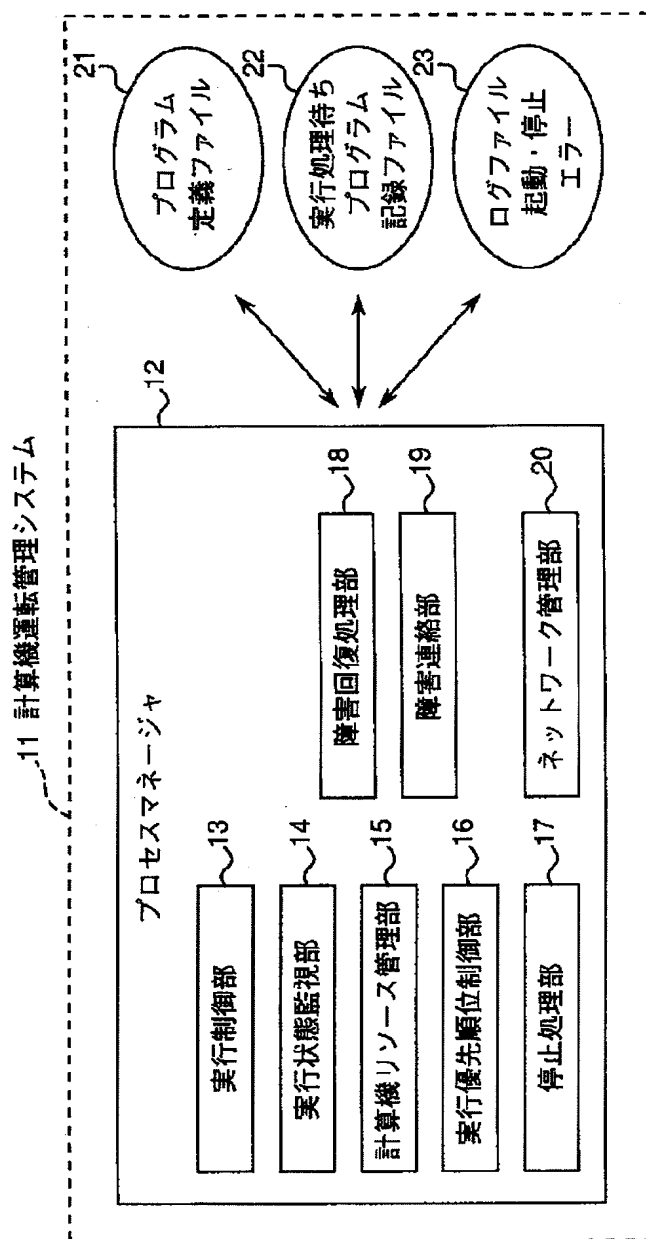 11 計算機運転管理システム
12
プロセスマネージャ
13
実行制御部
14
実行状態監視部
15
計算機リソース管理部
16
実行優先順位制御部
17
停止処理部
18
障害回復処理部
19
障害連絡部
20
ネットワーク管理部
21
プログラム
定義ファイル
22
実行処理待ち
プログラム
記録ファイル
23
ログファイル
起動・停止
エラー